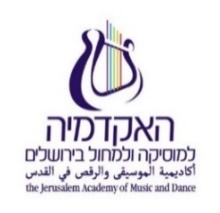 האקדמיה
למוסיקה ולמחול בירושלים
أكاديمية الموسيقى والرقص في القدس
the Jerusalem Academy of Music and Dance